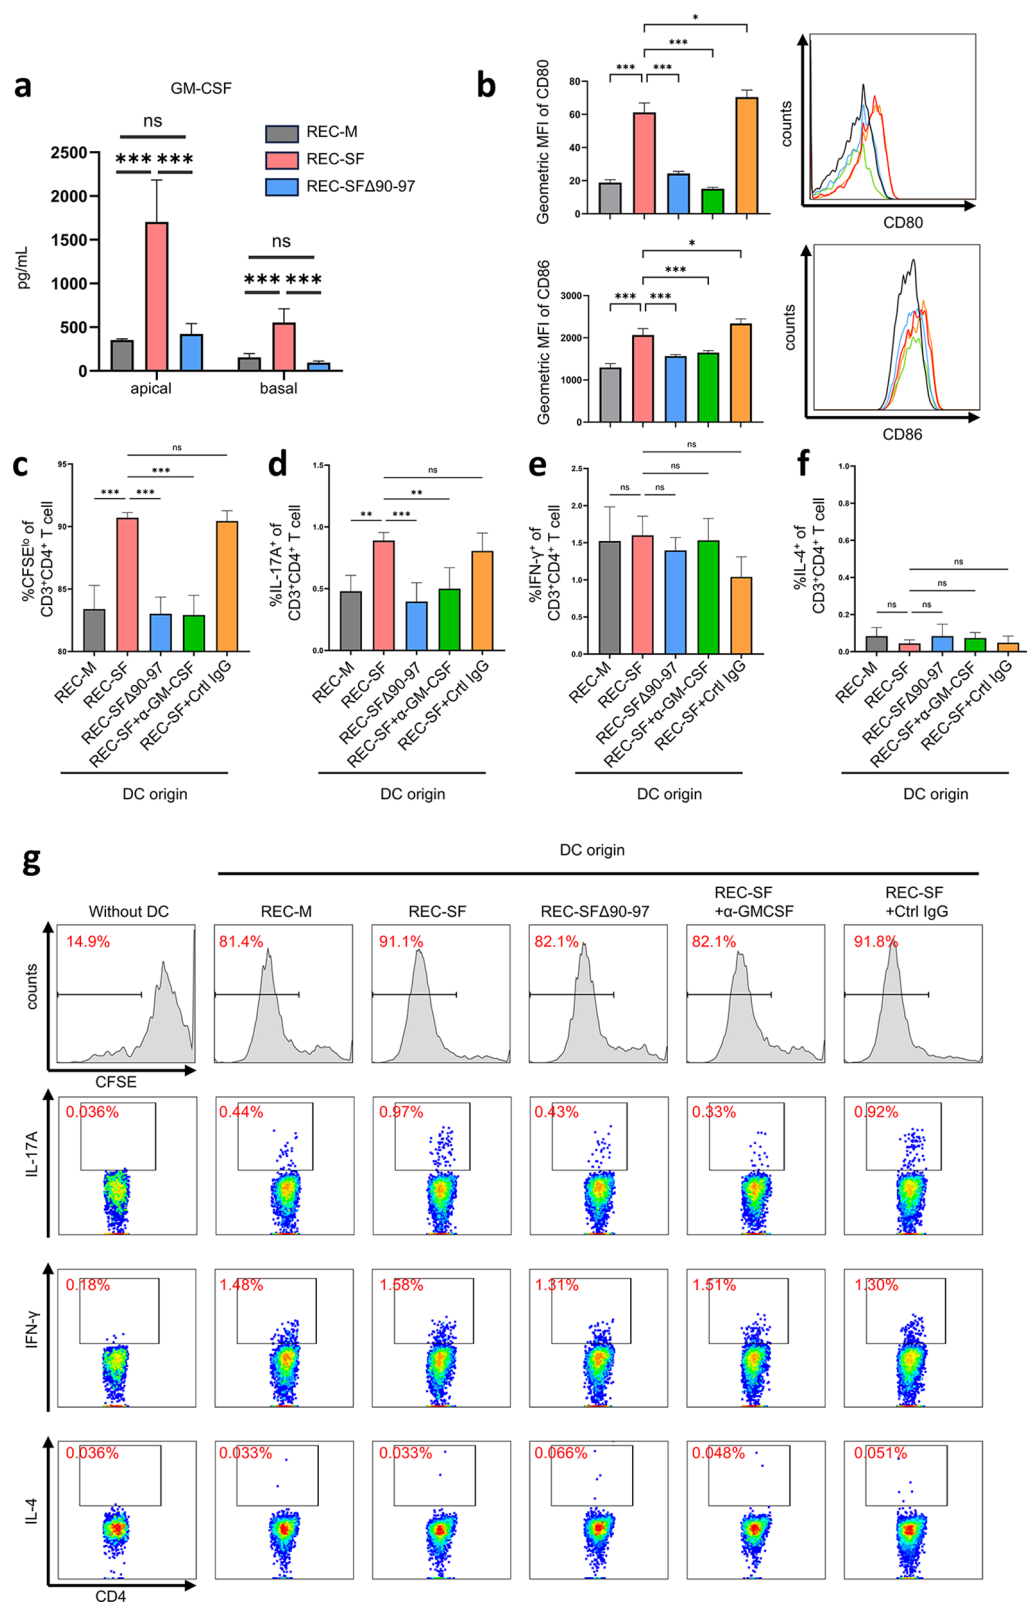 a
GM-CSF
ns
*** ***
ns
*** ***
REC-M
REC-SF
REC-SFΔ90-97
pg/mL
2500
2000
1500
1000
500
0
apical
basal
b
Geometric MFI of CD80
80
60
40
20
0
*
***
*** ***
counts
CD80
Geometric MFI of CD86
3000
2000
1000
0
*
***
*** ***
counts
CD86
c
%CFSEˡᵒ of
CD3⁺CD4⁺ T cell
95
90
85
80
ns
***
*** ***
REC-M
REC-SF
REC-SFΔ90-97
REC-SF+α-GM-CSF
REC-SF+Crtl IgG
DC origin
d
%IL-17A⁺ of
CD3⁺CD4⁺ T cell
1.5
1.0
0.5
0.0
ns
**
** ***
REC-M
REC-SF
REC-SFΔ90-97
REC-SF+α-GM-CSF
REC-SF+Crtl IgG
DC origin
e
%IFN-γ⁺ of
CD3⁺CD4⁺ T cell
2.5
2.0
1.5
1.0
0.5
0.0
ns
ns
ns ns
REC-M
REC-SF
REC-SFΔ90-97
REC-SF+α-GM-CSF
REC-SF+Crtl IgG
DC origin
f
%IL-4⁺ of
CD3⁺CD4⁺ T cell
1.0
0.8
0.6
0.4
0.2
0.0
ns
ns
ns ns
REC-M
REC-SF
REC-SFΔ90-97
REC-SF+α-GM-CSF
REC-SF+Crtl IgG
DC origin
g
DC origin
Without DC
REC-M
REC-SF
REC-SFΔ90-97
REC-SF
+α-GMCSF
REC-SF
+Ctrl IgG
counts
14.9%
81.4%
91.1%
82.1%
82.1%
91.8%
CFSE
IL-17A
0.036%
0.44%
0.97%
0.43%
0.33%
0.92%
IFN-γ
0.18%
1.48%
1.58%
1.31%
1.51%
1.30%
IL-4
0.036%
0.033%
0.033%
0.066%
0.048%
0.051%
CD4